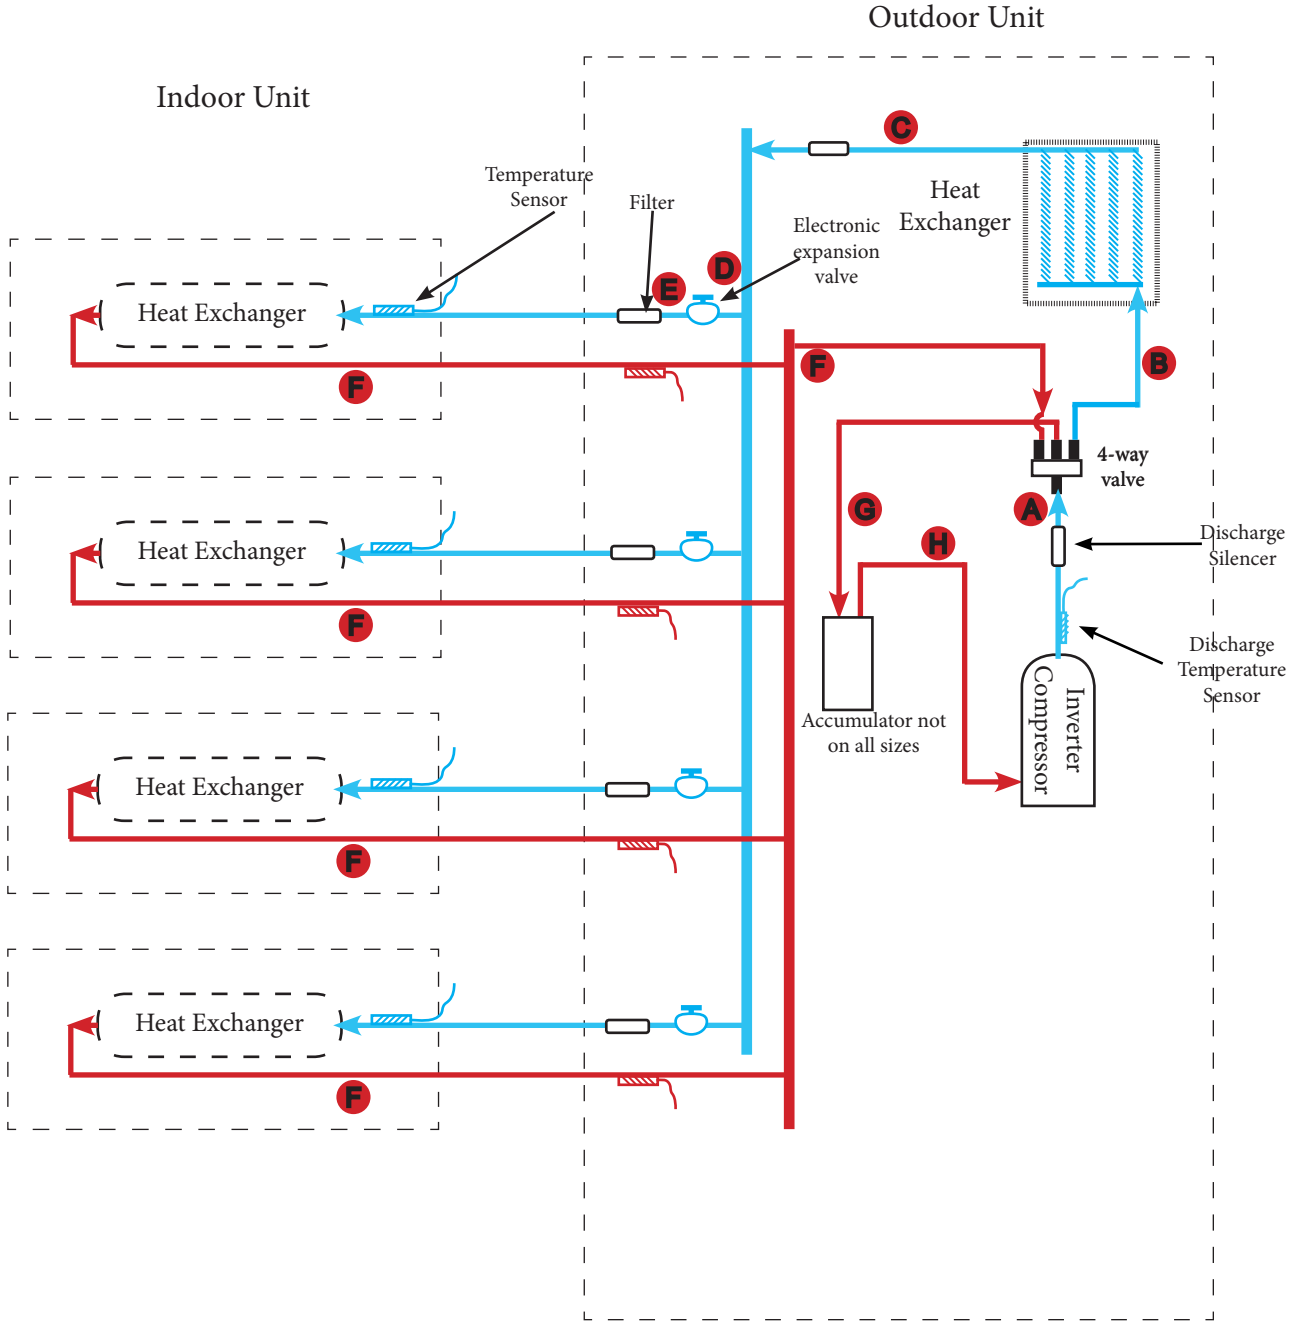 Outdoor Unit
Indoor Unit
C
Temperature
Sensor
Filter
Heat
Exchanger
Electronic
expansion
valve
D
E
Heat Exchanger
F
F
B
4-way
valve
A
G
H
Discharge
Silencer
Heat Exchanger
F
Discharge
Temperature
Sensor
Inverter
Compressor
Accumulator not
on all sizes
Heat Exchanger
F
Heat Exchanger
F